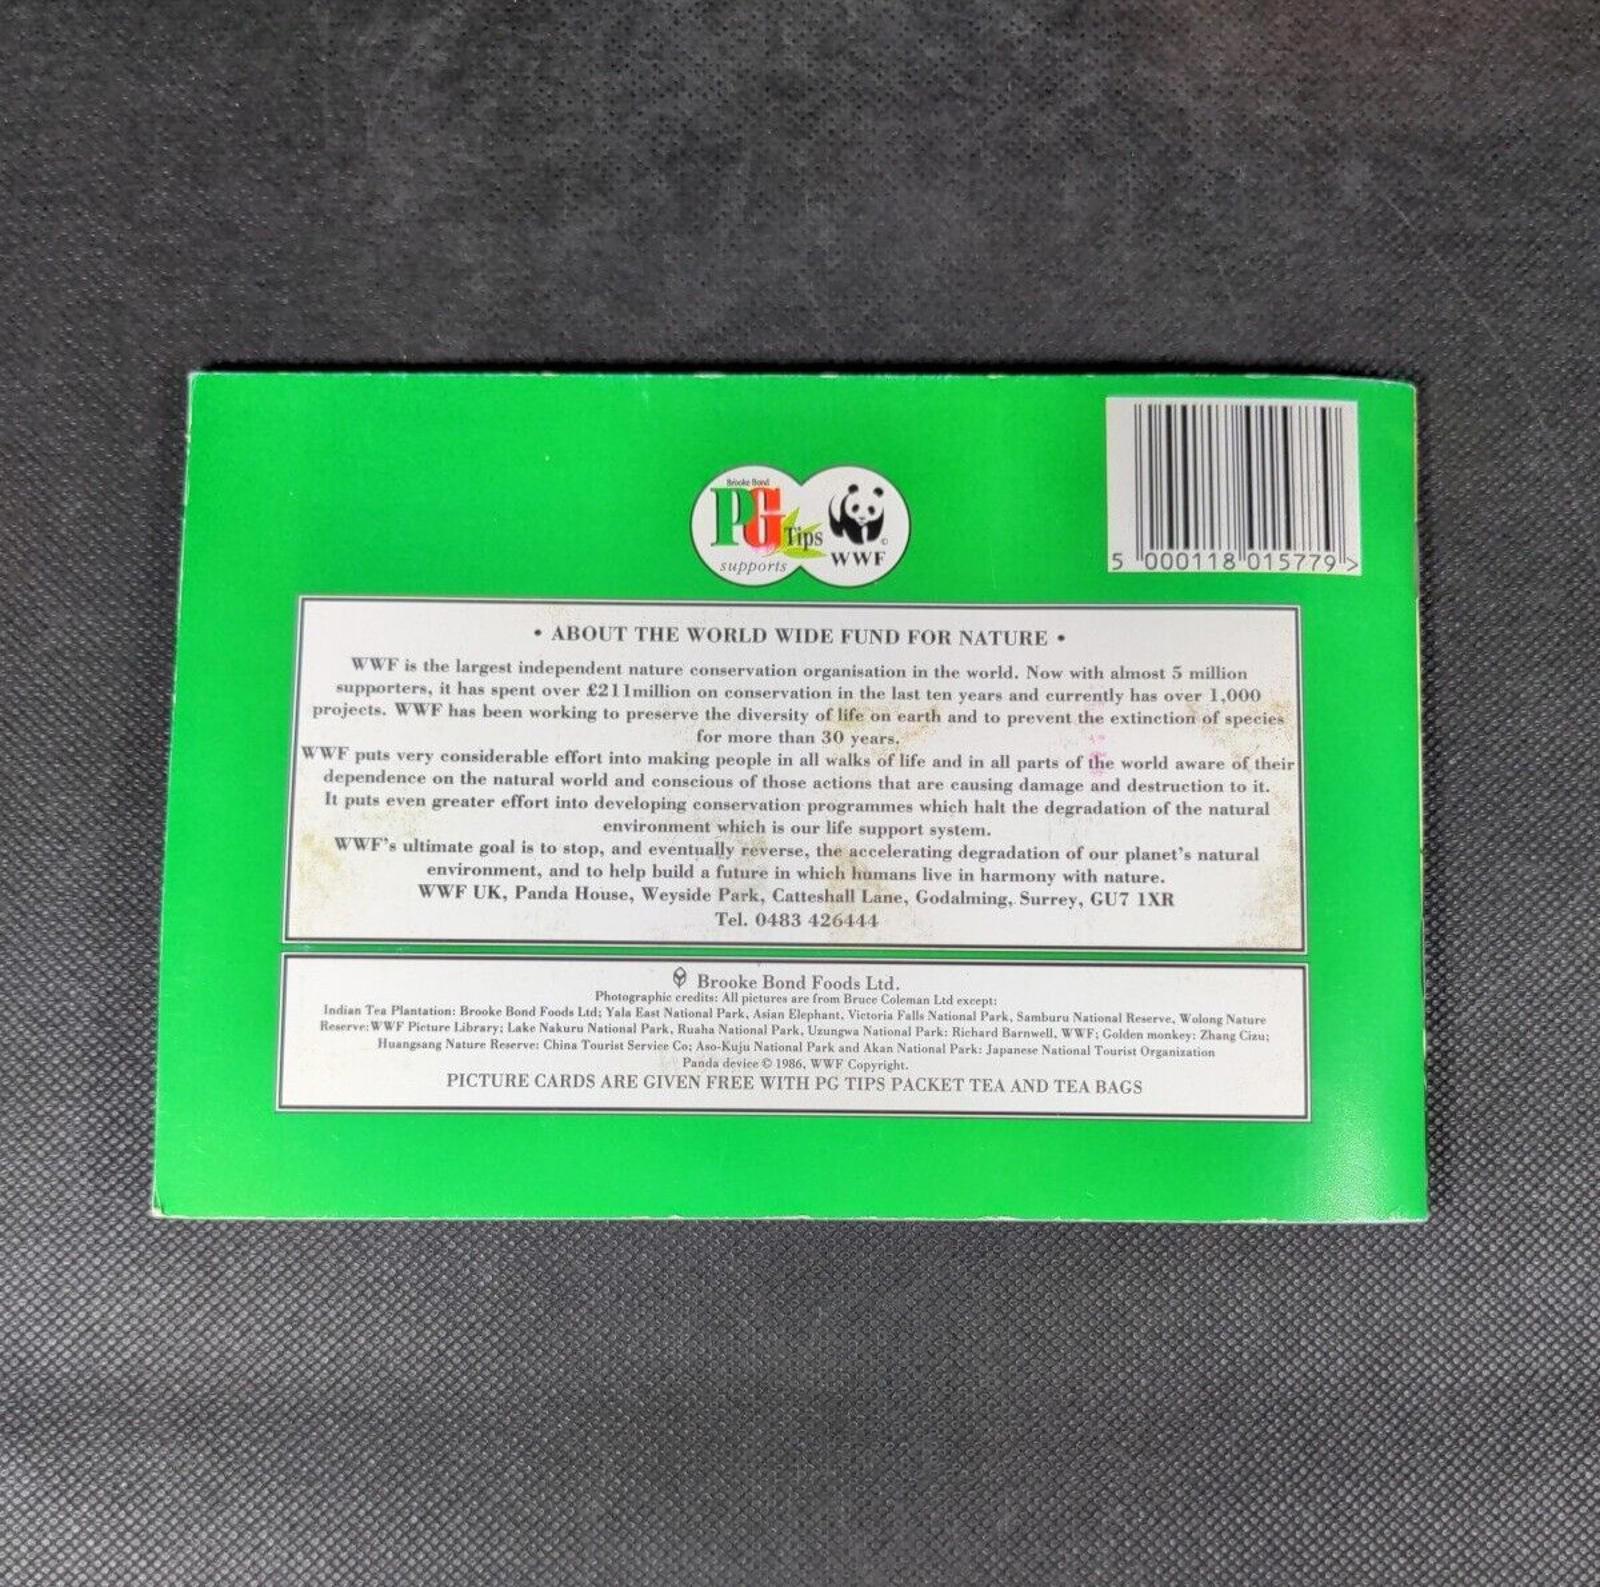 Brooke Bond
PG Tips
supports
WWF
©
5 000118 015779 >
• ABOUT THE WORLD WIDE FUND FOR NATURE •
WWF is the largest independent nature conservation organisation in the world. Now with almost 5 million
supporters, it has spent over £211million on conservation in the last ten years and currently has over 1,000
projects. WWF has been working to preserve the diversity of life on earth and to prevent the extinction of species
for more than 30 years.
WWF puts very considerable effort into making people in all walks of life and in all parts of the world aware of their
dependence on the natural world and conscious of those actions that are causing damage and destruction to it.
It puts even greater effort into developing conservation programmes which halt the degradation of the natural
environment which is our life support system.
WWF's ultimate goal is to stop, and eventually reverse, the accelerating degradation of our planet's natural
environment, and to help build a future in which humans live in harmony with nature.
WWF UK, Panda House, Weyside Park, Catteshall Lane, Godalming, Surrey, GU7 1XR
Tel. 0483 426444
Brooke Bond Foods Ltd.
Photographic credits: All pictures are from Bruce Coleman Ltd except:
Indian Tea Plantation: Brooke Bond Foods Ltd; Yala East National Park, Asian Elephant, Victoria Falls National Park, Samburu National Reserve, Wolong Nature
Reserve: WWF Picture Library; Lake Nakuru National Park, Ruaha National Park, Uzungwa National Park: Richard Barnwell, WWF; Golden monkey: Zhang Cizu;
Huangsang Nature Reserve: China Tourist Service Co; Aso-Kuju National Park and Akan National Park: Japanese National Tourist Organization
Panda device © 1986, WWF Copyright.
PICTURE CARDS ARE GIVEN FREE WITH PG TIPS PACKET TEA AND TEA BAGS